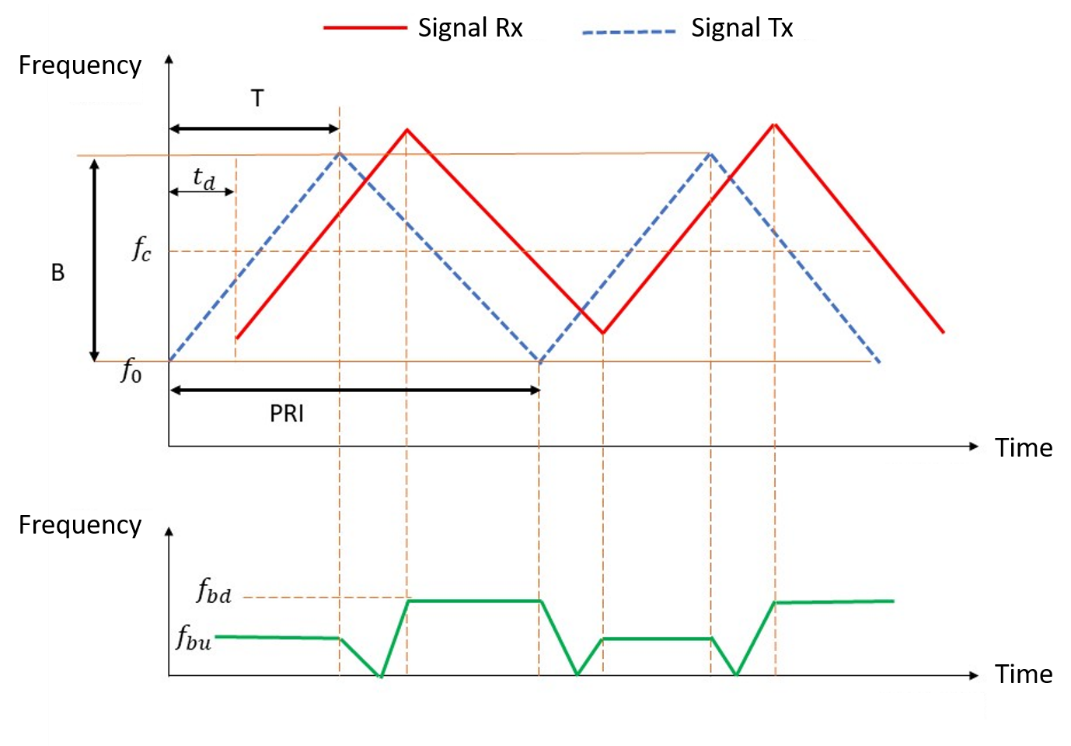 Signal Rx
Signal Tx
Frequency
T
t_d
f_c
B
f_0
PRI
Time
Frequency
f_bd
f_bu
Time